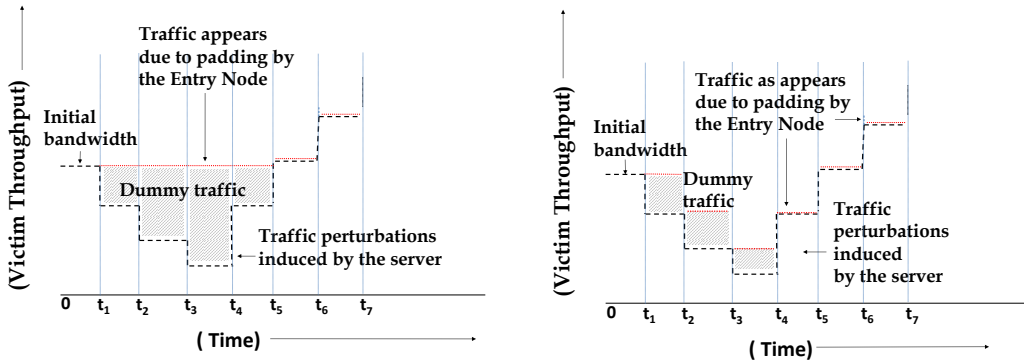 Traffic appears
due to padding by
the Entry Node
Initial
bandwidth
Dummy traffic
Traffic perturbations
induced by the server
(Victim Throughput)
0 t1 t2 t3 t4 t5 t6 t7
( Time)
Traffic as appears
due to padding by
the Entry Node
Initial
bandwidth
Dummy
traffic
Traffic
perturbations
induced
by the server
(Victim Throughput)
0 t1 t2 t3 t4 t5 t6 t7
( Time)